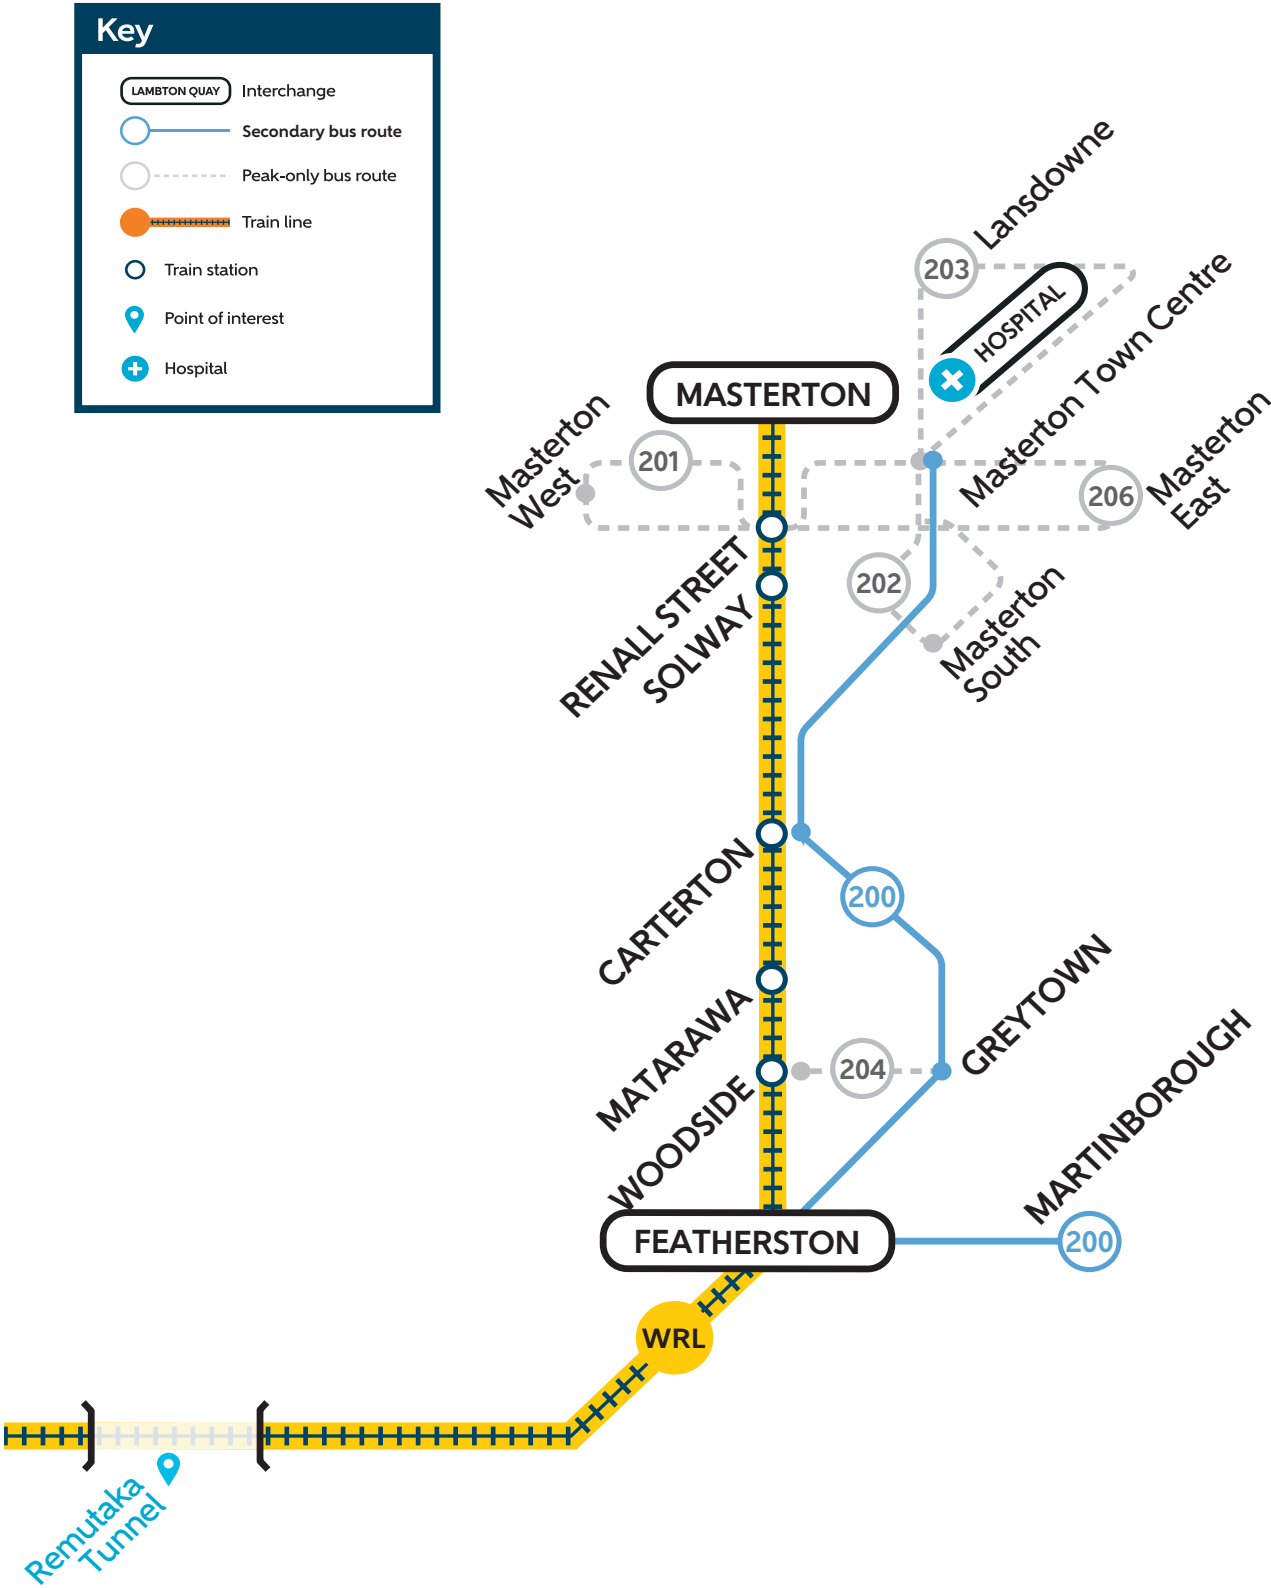 Key
LAMBTON QUAY
Interchange
Secondary bus route
Peak-only bus route
Train line
Train station
Point of interest
Hospital
Lansdowne
203
HOSPITAL
Masterton Town Centre
MASTERTON
Masterton
West
201
Masterton
East
206
RENALL STREET
SOLWAY
202
Masterton
South
CARTERTON
200
MATARAWA
GREYTOWN
204
WOODSIDE
MARTINBOROUGH
FEATHERSTON
200
WRL
Remutaka
Tunnel